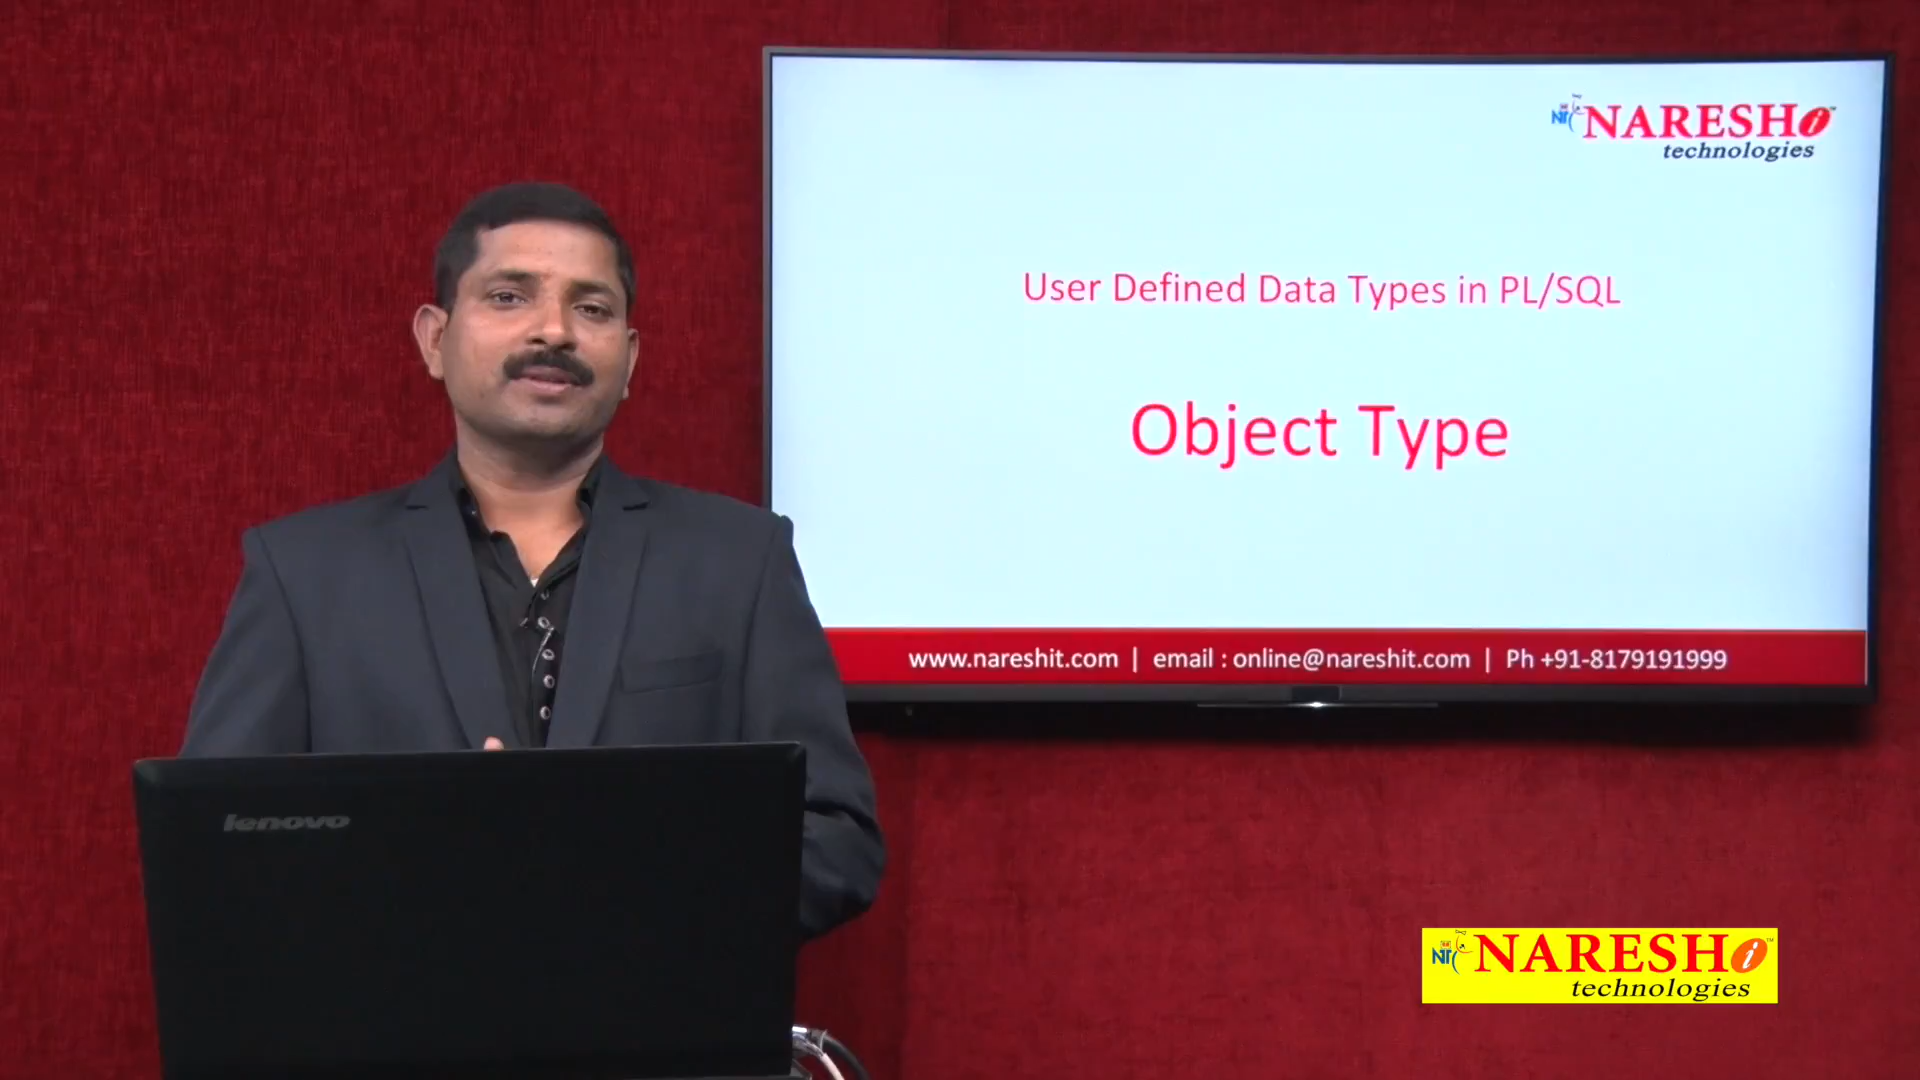 NARESH i
technologies
User Defined Data Types in PL/SQL
Object Type
www.nareshit.com | email : online@nareshit.com | Ph +91-8179191999
lenovo
NARESH i
technologies